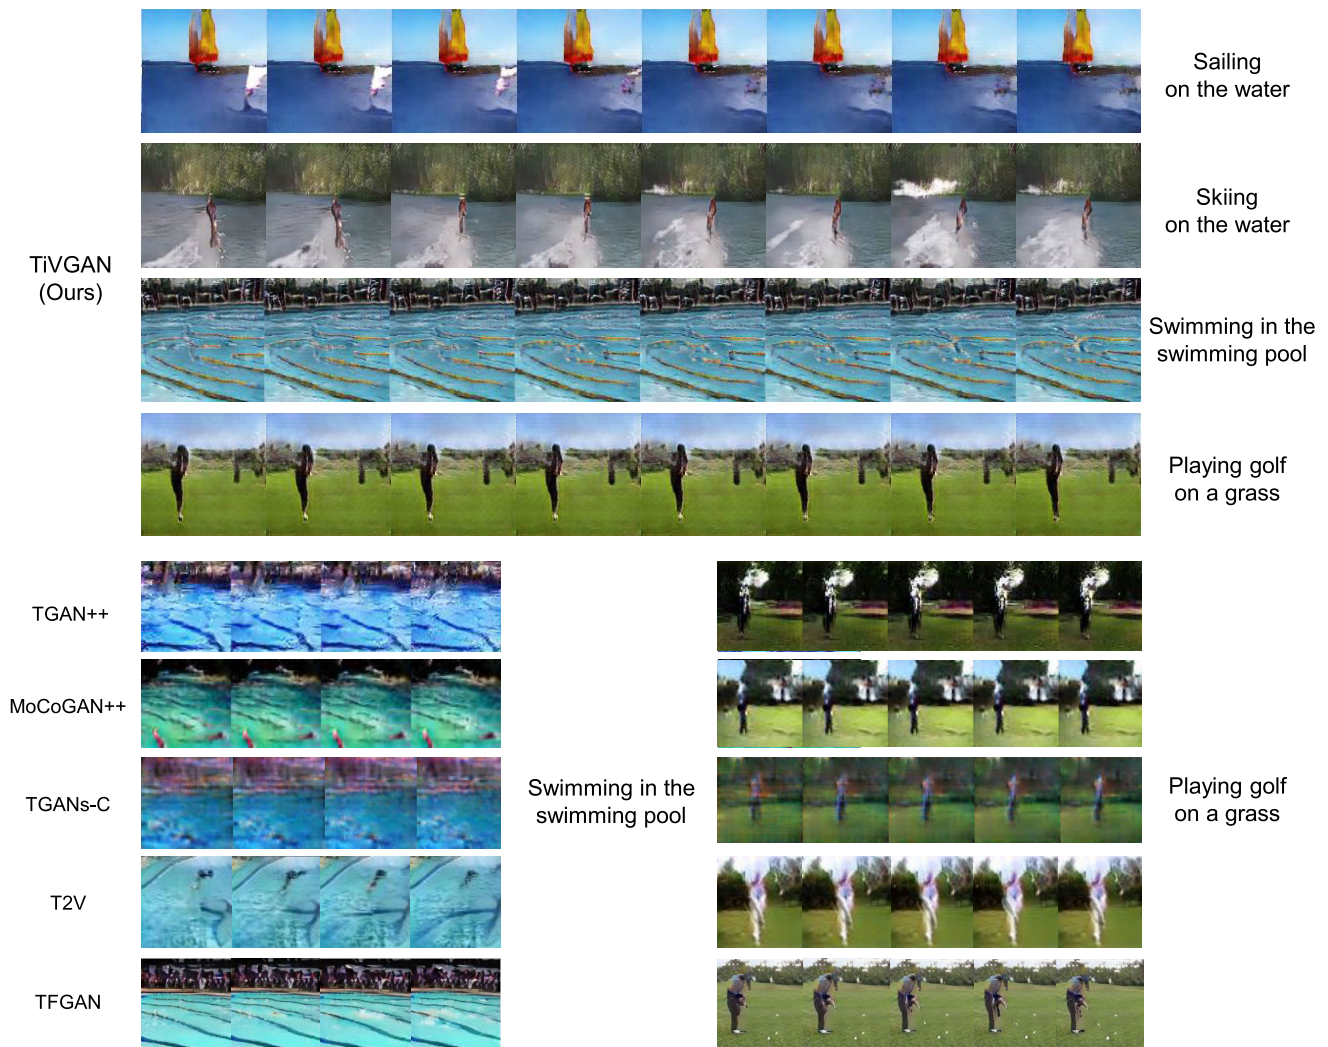 Sailing
on the water
Skiing
on the water
TiVGAN
(Ours)
Swimming in the
swimming pool
Playing golf
on a grass
TGAN++
MoCoGAN++
TGANs-C
Swimming in the
swimming pool
Playing golf
on a grass
T2V
TFGAN